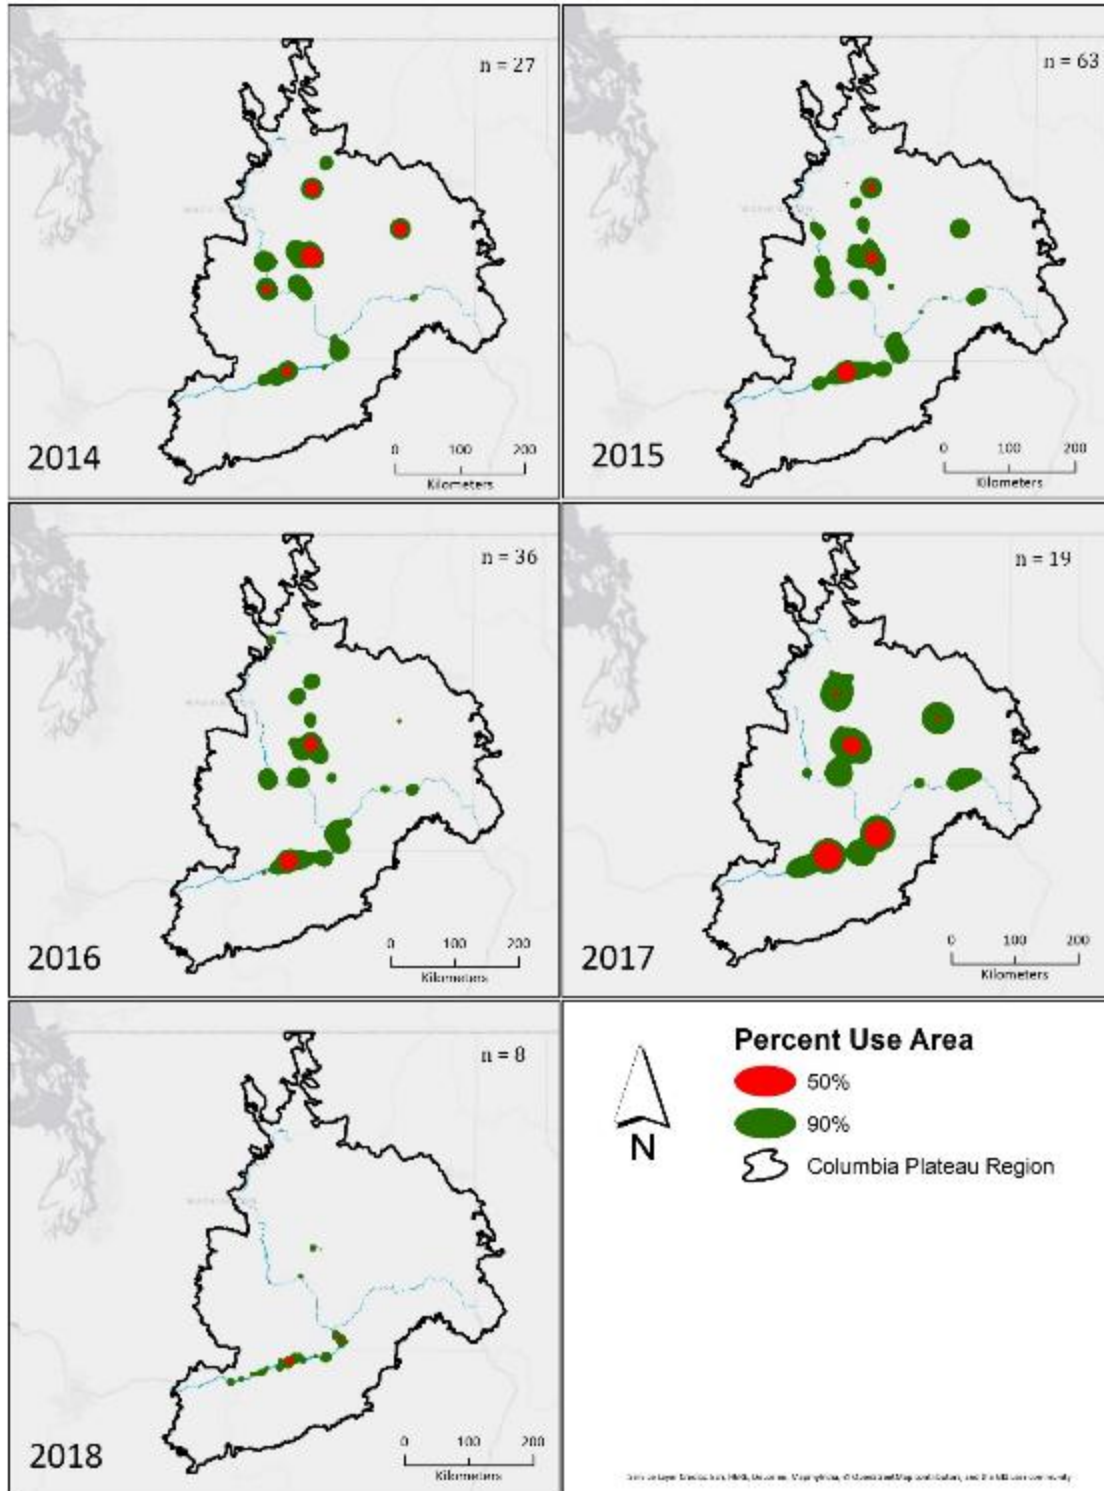 n = 27
2014
0 100 200
Kilometers
n = 63
2015
0 100 200
Kilometers
n = 36
2016
0 100 200
Kilometers
n = 19
2017
0 100 200
Kilometers
n = 8
2018
0 100 200
Kilometers
N
Percent Use Area
50%
90%
Columbia Plateau Region